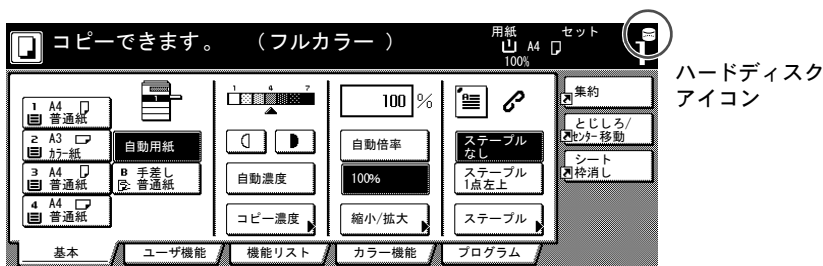 コピーできます。 （フルカラー ）
用紙
A4
100%
セット
1
ハードディスク
アイコン
1 A4
普通紙
2 A3
カラー紙
3 A4
普通紙
4 A4
普通紙
1
自動用紙
B 手差し
普通紙
1 4 7
自動濃度
コピー濃度
100 %
自動倍率
100%
縮小/拡大
ステープル
なし
ステープル
1点左上
ステープル
集約
とじしろ/
センター移動
シート
枠消し
基本
ユーザ機能
機能リスト
カラー機能
プログラム